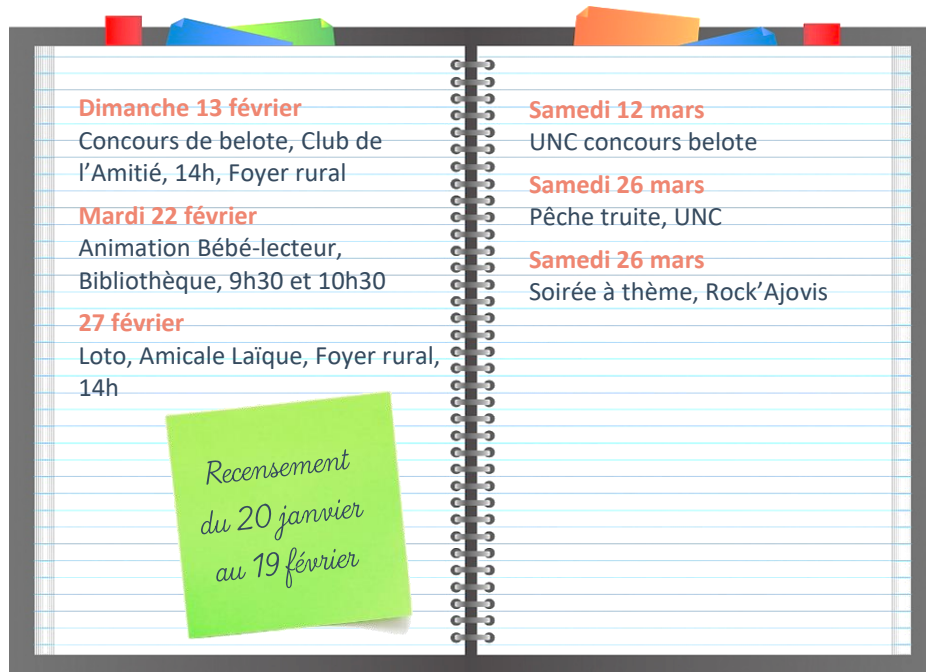 Dimanche 13 février
Concours de belote, Club de
l’Amitié, 14h, Foyer rural
Mardi 22 février
Animation Bébé-lecteur,
Bibliothèque, 9h30 et 10h30
27 février
Loto, Amicale Laïque, Foyer rural,
14h
Recensement
du 20 janvier
au 19 février
Samedi 12 mars
UNC concours belote
Samedi 26 mars
Pêche truite, UNC
Samedi 26 mars
Soirée à thème, Rock’Ajovis